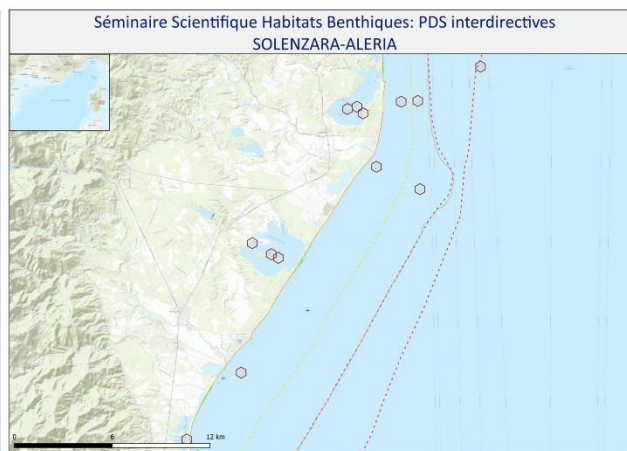 Séminaire Scientifique Habitats Benthiques: PDS interdirectives
SOLENZARA-ALERIA
0
6
12 km